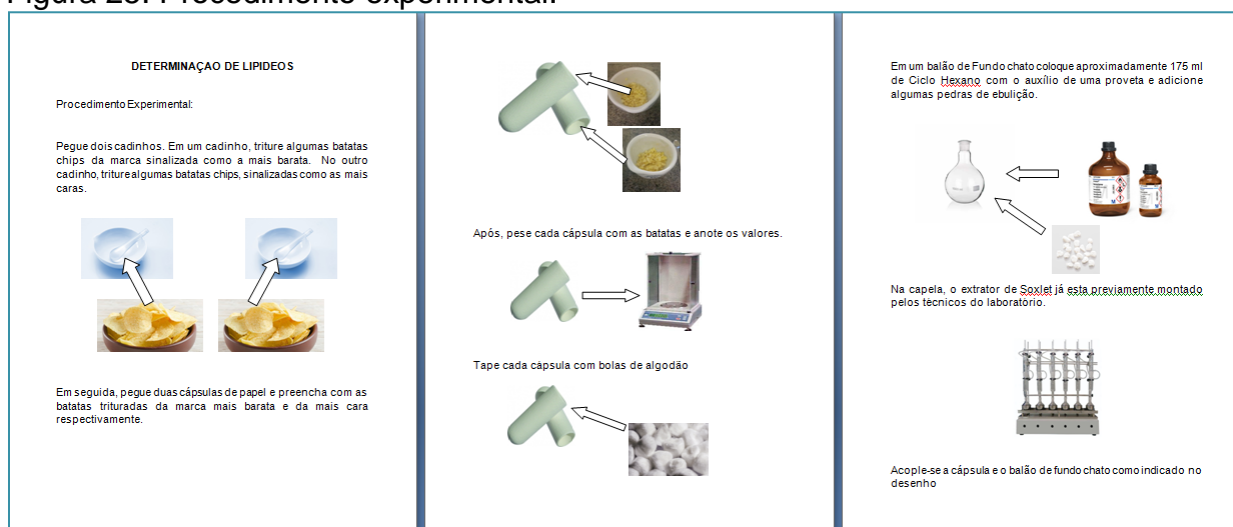 Figura 23: Procedimento experimental.
DETERMINAÇAO DE LIPIDEOS
Procedimento Experimental:
Pegue dois cadinhos. Em um cadinho, triture algumas batatas
chips da marca sinalizada como a mais barata. No outro
cadinho, triture algumas batatas chips, sinalizadas como as mais
caras.
Em seguida, pegue duas cápsulas de papel e preencha com as
batatas trituradas da marca mais barata e da mais cara
respectivamente.
Após, pese cada cápsula com as batatas e anote os valores.
Tape cada cápsula com bolas de algodão
Em um balão de Fundo chato coloque aproximadamente 175 ml
de Ciclo Hexano com o auxílio de uma proveta e adicione
algumas pedras de ebulição.
Na capela, o extrator de Soxlet já esta previamente montado
pelos técnicos do laboratório.
Acople-se a cápsula e o balão de fundo chato como indicado no
desenho